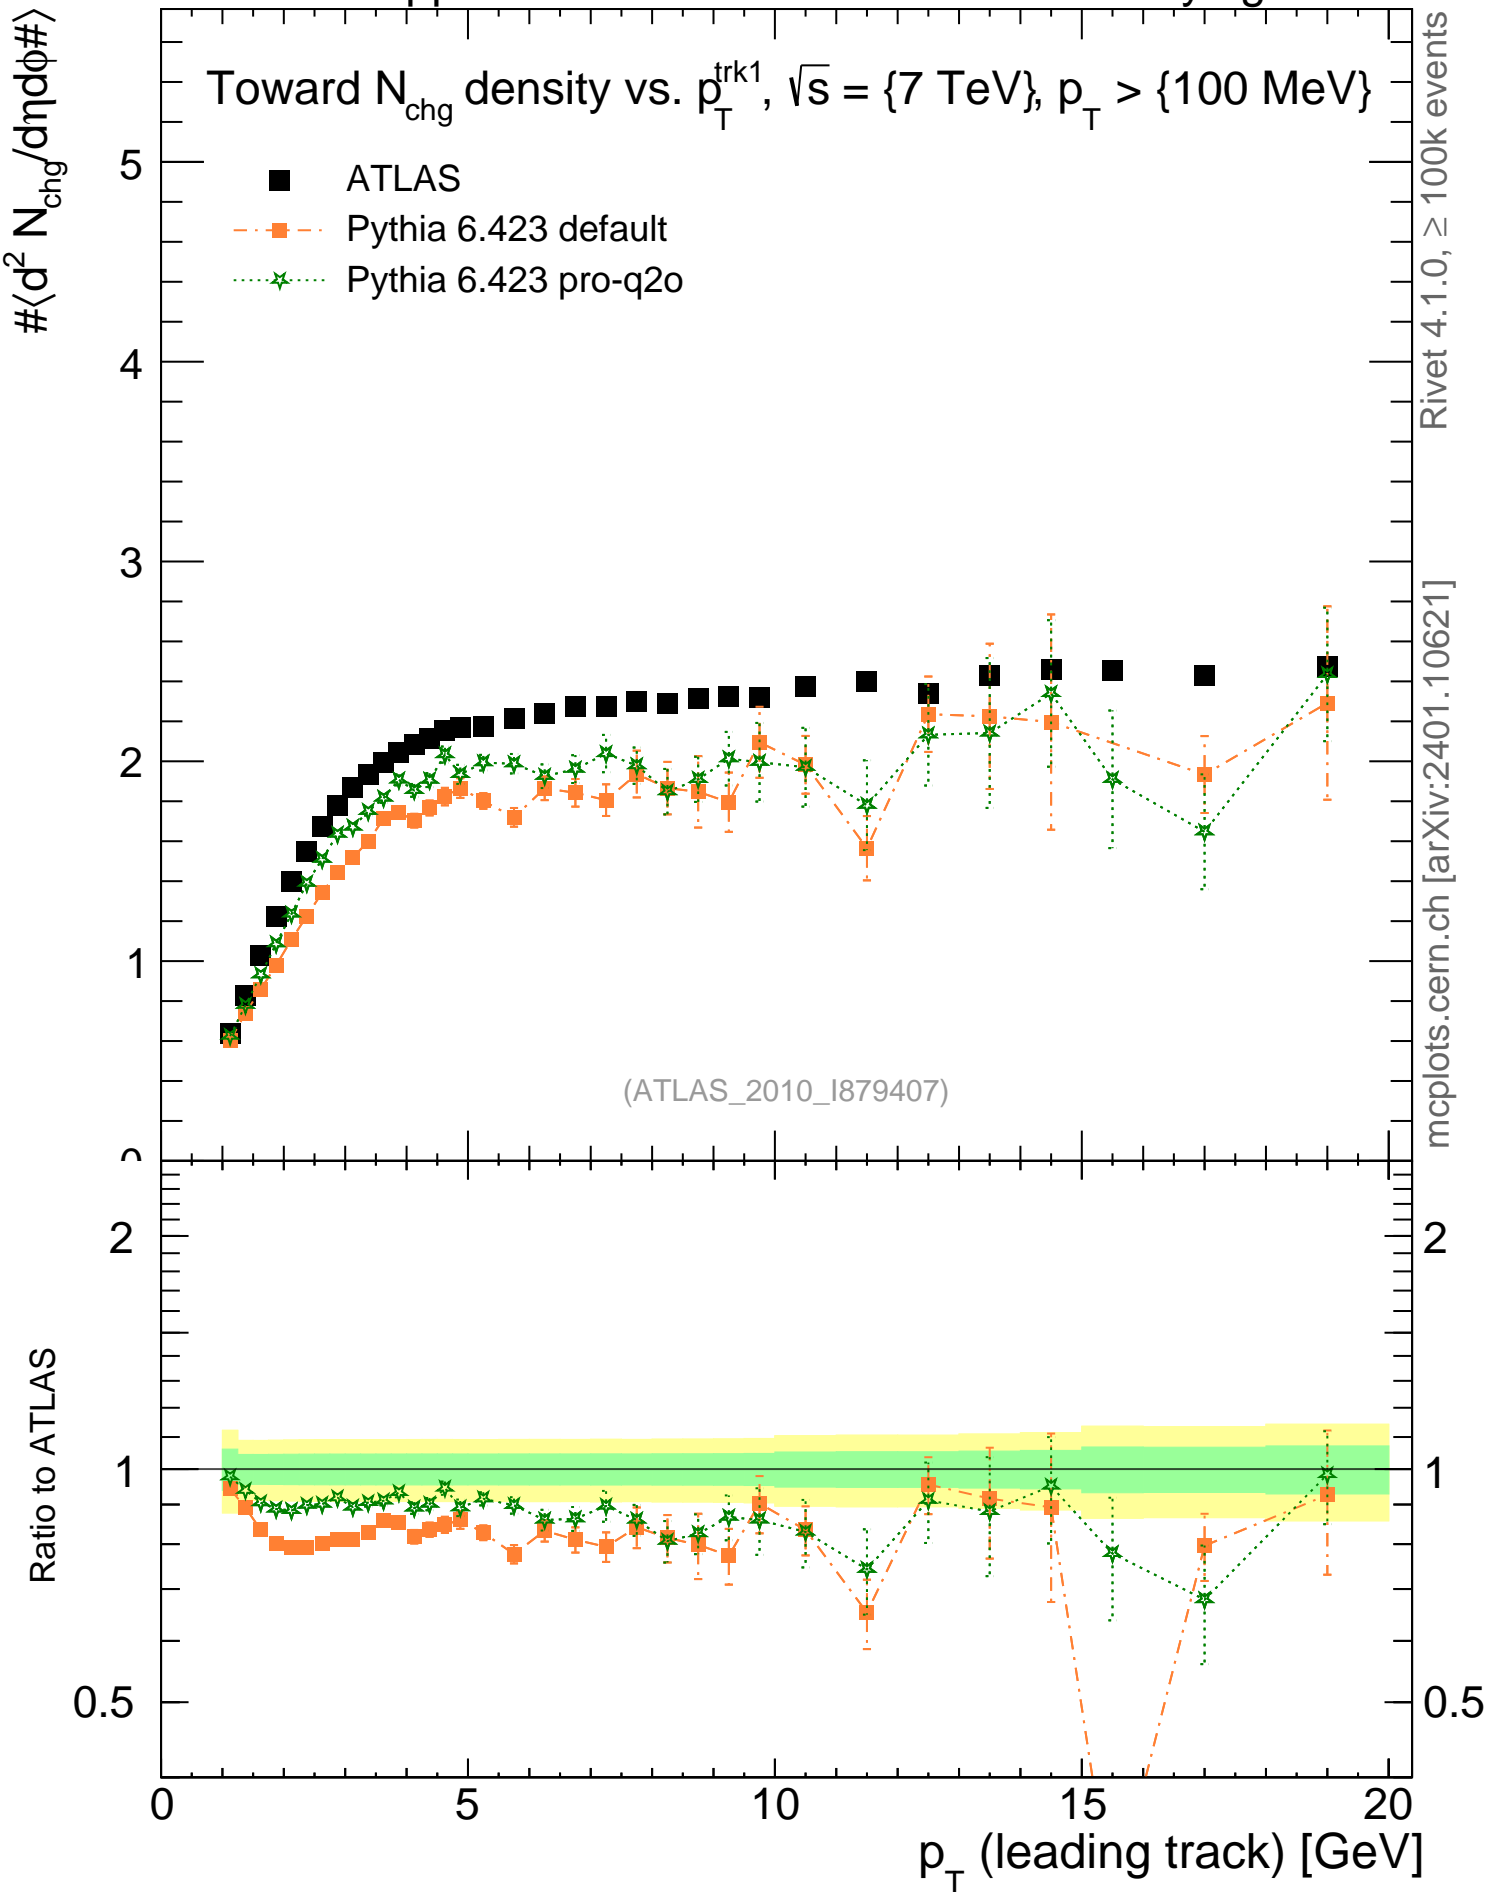 Toward N_chg density vs. p_T^trk1, √s = {7 TeV}, p_T > {100 MeV}
ATLAS
Pythia 6.423 default
Pythia 6.423 pro-q2o
#⟨d² N_chg/dηdϕ#⟩
5
4
3
2
1
0
(ATLAS_2010_I879407)
Rivet 4.1.0, ≥ 100k events
mcplots.cern.ch [arXiv:2401.10621]
Ratio to ATLAS
2
1
0.5
2
1
0.5
0
5
10
15
20
p_T (leading track) [GeV]